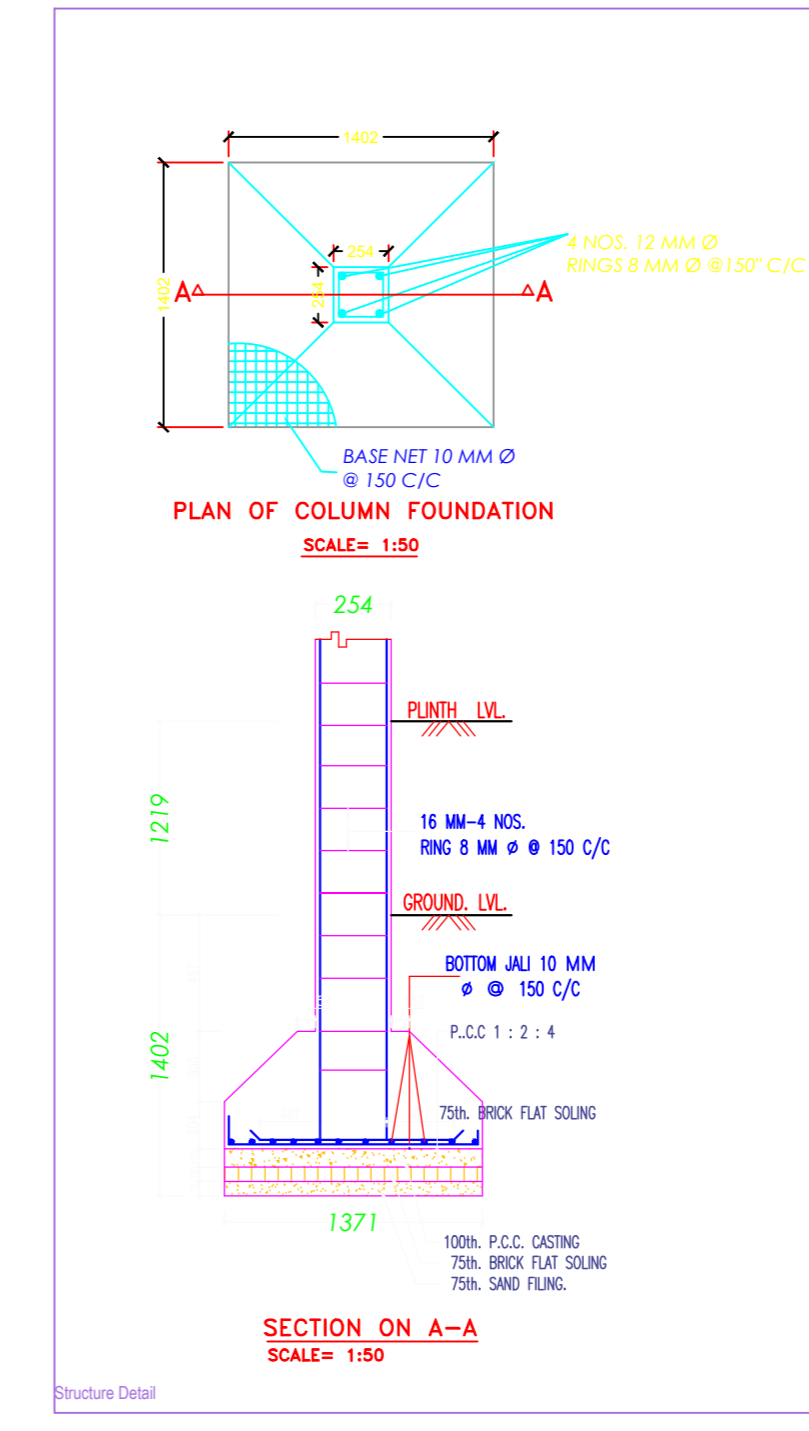 1402
254
4 NOS. 12 MM Ø
RINGS 8 MM Ø @150" C/C
A
A
1402
254
BASE NET 10 MM Ø
@ 150 C/C
PLAN OF COLUMN FOUNDATION
SCALE= 1:50
254
PLINTH LVL.
1219
16 MM-4 NOS.
RING 8 MM Ø @ 150 C/C
GROUND. LVL.
BOTTOM JALI 10 MM
Ø @ 150 C/C
1402
P..C.C 1 : 2 : 4
75th. BRICK FLAT SOLING
1371
100th. P.C.C. CASTING
75th. BRICK FLAT SOLING
75th. SAND FILING.
SECTION ON A-A
SCALE= 1:50
Structure Detail